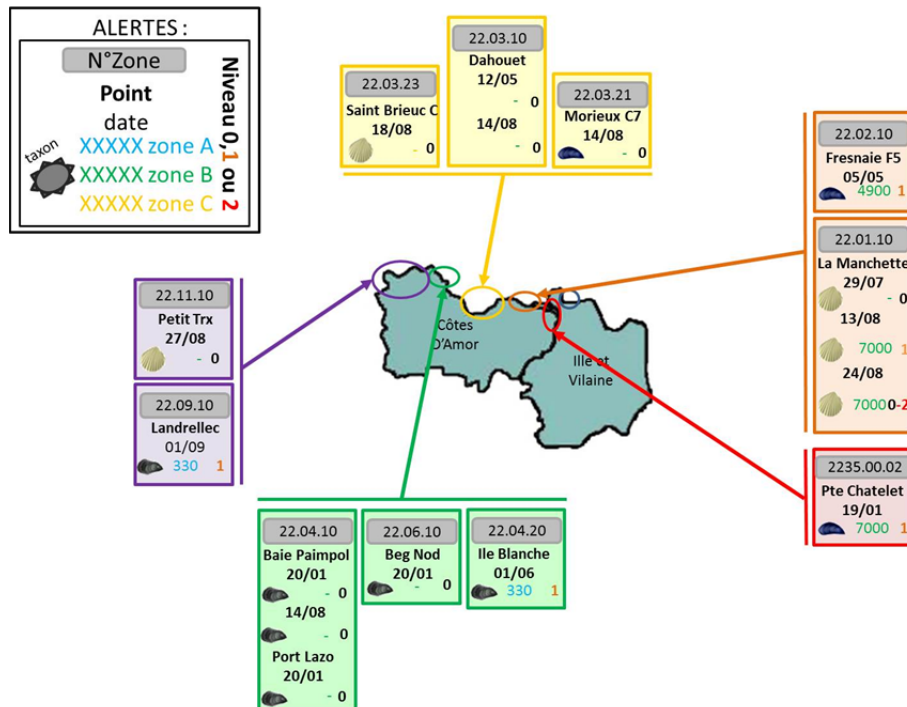 ALERTES :
N°Zone
Point
date
taxon
XXXXX zone A
XXXXX zone B
XXXXX zone C
Niveau 0,1 ou 2
22.03.23
Saint Brieuc C
18/08
- 0
22.03.10
Dahouet
12/05
- 0
14/08
- 0
22.03.21
Morieux C7
14/08
- 0
22.02.10
Fresnaie F5
05/05
4900 1
22.01.10
La Manchette
29/07
- 0
13/08
7000 1
24/08
7000 0-2
2235.00.02
Pte Chatelet
19/01
7000 1
22.11.10
Petit Trx
27/08
- 0
22.09.10
Landrellec
01/09
330 1
Côtes
D'Amor
Ille et
Vilaine
22.04.10
Baie Paimpol
20/01
- 0
14/08
- 0
Port Lazo
20/01
- 0
22.06.10
Beg Nod
20/01
- 0
22.04.20
Ile Blanche
01/06
330 1